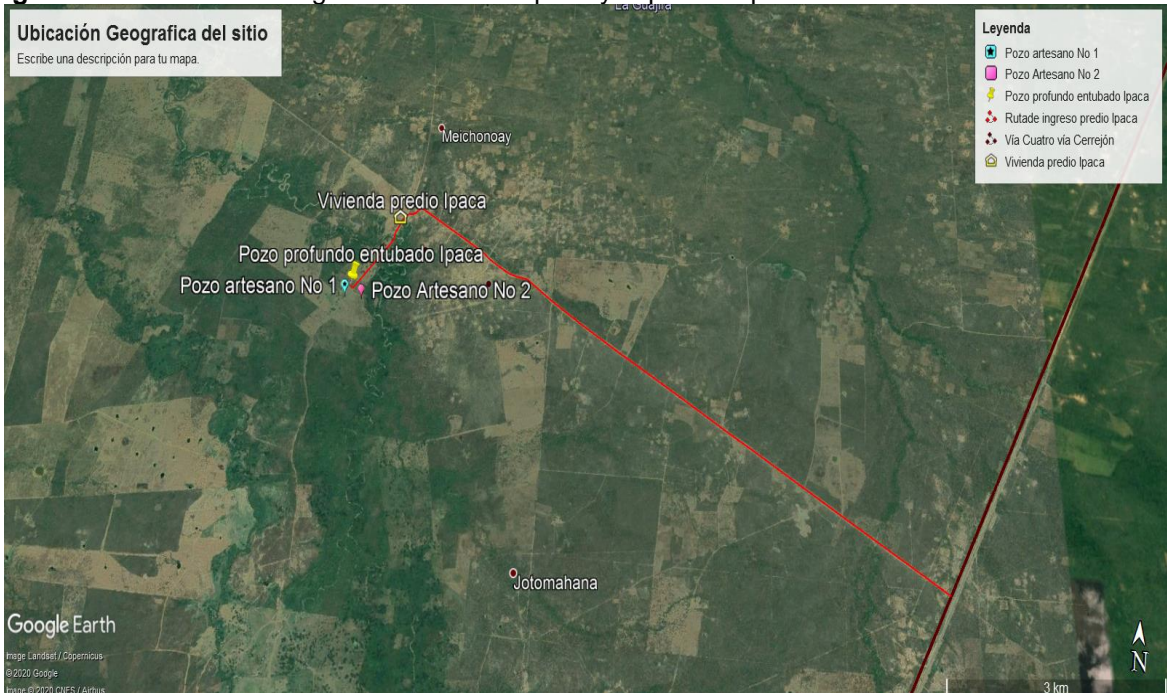 La Guajira
Ubicación Geografica del sitio
Escribe una descripción para tu mapa.
Leyenda
Pozo artesano No 1
Pozo Artesano No 2
Pozo profundo entubado Ipaca
Rutade ingreso predio Ipaca
Vía Cuatro vía Cerrejón
Vivienda predio Ipaca
Meichonoay
Vivienda predio Ipaca
Pozo profundo entubado Ipaca
Pozo artesano No 1
Pozo Artesano No 2
Jotomahana
Google Earth
Image Landsat / Copernicus
© 2020 Google
Image © 2020 CNES / Airbus
N
3 km